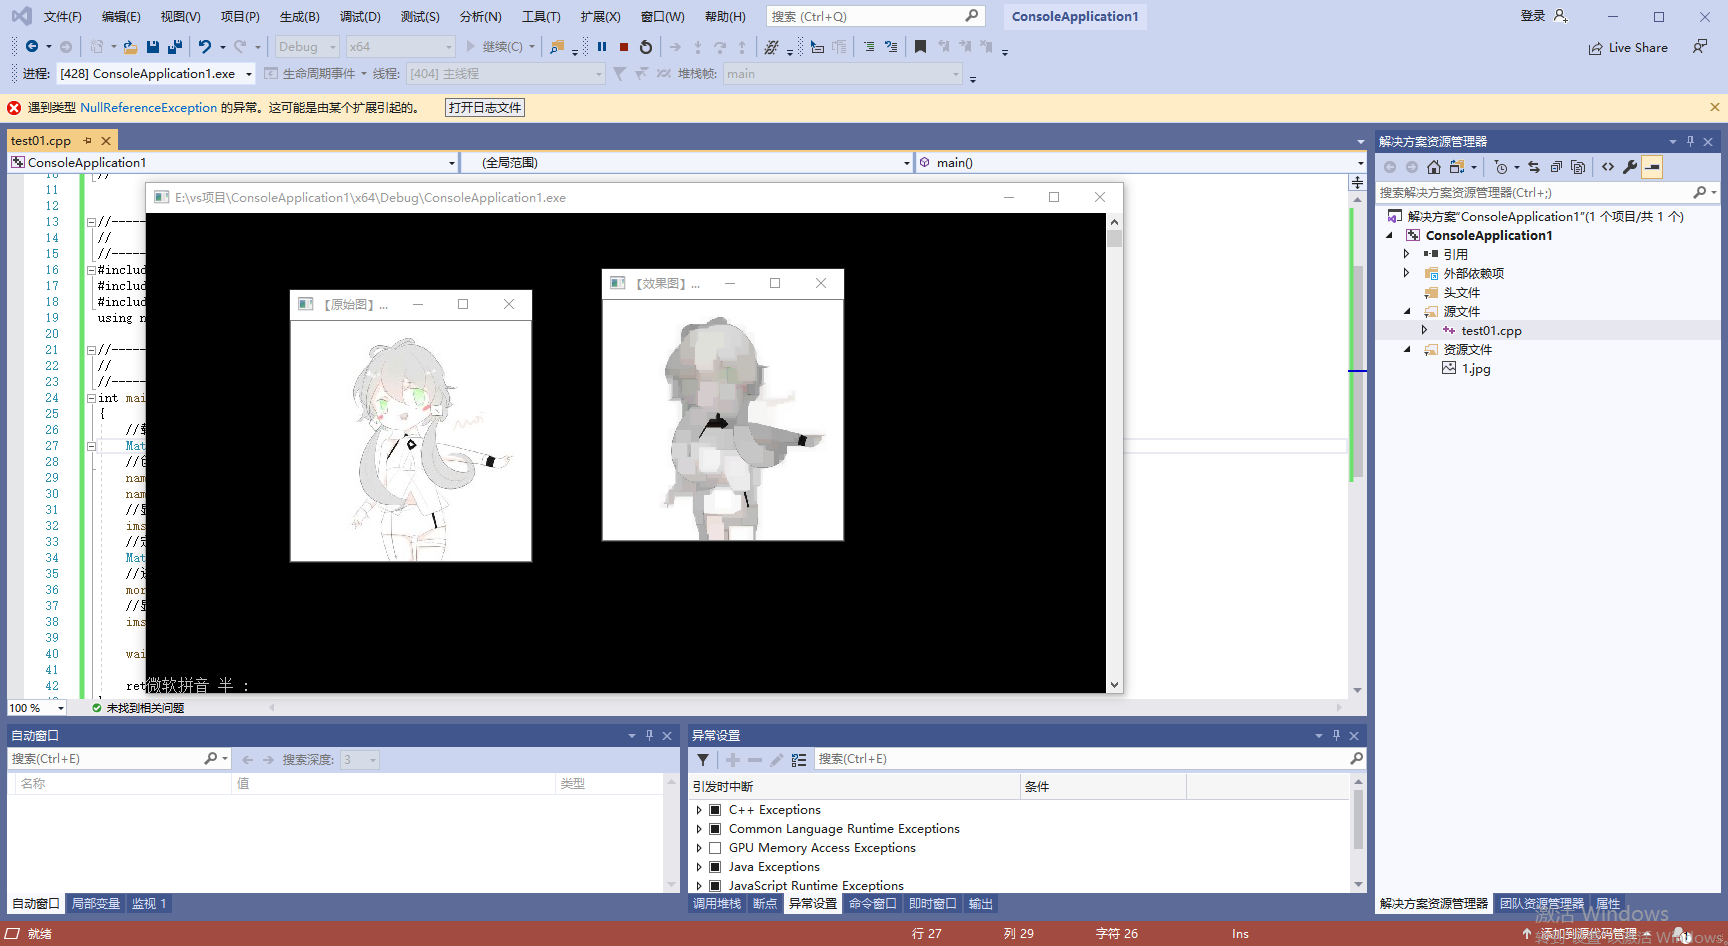 文件(F) 编辑(E) 视图(V) 项目(P) 生成(B) 调试(D) 测试(S) 分析(N) 工具(T) 扩展(X) 窗口(W) 帮助(H) 搜索 (Ctrl+Q) ConsoleApplication1 登录
Debug x64 继续(C) Live Share
进程: [428] ConsoleApplication1.exe 生命周期事件 线程: [404] 主线程 堆栈帧: main
遇到类型 NullReferenceException 的异常。这可能是由某个扩展引起的。 打开日志文件
test01.cpp
ConsoleApplication1 (全局范围) main()
10 //
11
12
13 //-----
14 //
15 //-----
16 #includ
17 #includ
18 #includ
19 using n
20
21 //-----
22 //
23 //-----
24 int mai
25 {
26 //载
27 Mat
28 //创
29 nam
30 nam
31 //显
32 ims
33 //定
34 Mat
35 //进
36 mor
37 //显
38 ims
39
40 wai
41
42 ret
E:\vs项目\ConsoleApplication1\x64\Debug\ConsoleApplication1.exe
【原始图】...
【效果图】...
微软拼音 半 :
100 % 未找到相关问题
解决方案资源管理器
搜索解决方案资源管理器(Ctrl+;)
解决方案"ConsoleApplication1"(1 个项目/共 1 个)
ConsoleApplication1
引用
外部依赖项
头文件
源文件
test01.cpp
资源文件
1.jpg
自动窗口
搜索(Ctrl+E) 搜索深度: 3
名称 值 类型
自动窗口 局部变量 监视 1
异常设置
搜索(Ctrl+E)
引发时中断 条件
C++ Exceptions
Common Language Runtime Exceptions
GPU Memory Access Exceptions
Java Exceptions
JavaScript Runtime Exceptions
调用堆栈 断点 异常设置 命令窗口 即时窗口 输出
解决方案资源管理器 团队资源管理器 属性
激活 Windows
转到"设置"以激活 Windows。
就绪 行 27 列 29 字符 26 Ins 添加到源代码管理 1